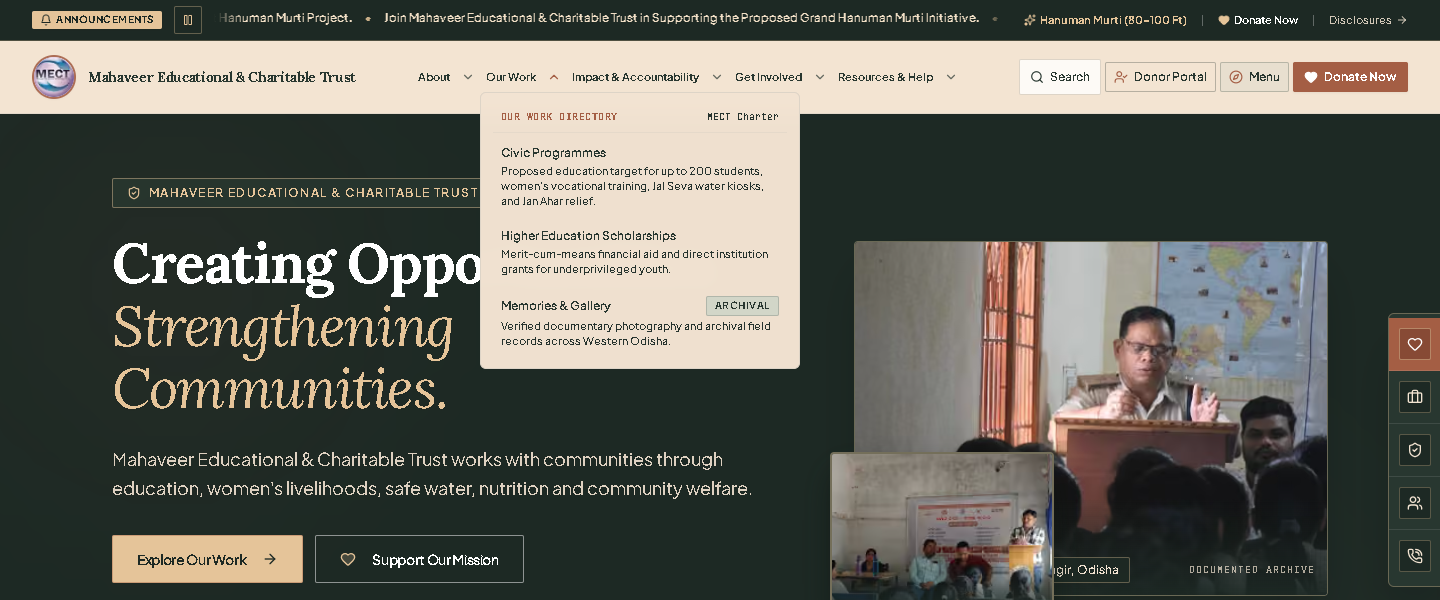 ANNOUNCEMENTS
Hanuman Murti Project. • Join Mahaveer Educational & Charitable Trust in Supporting the Proposed Grand Hanuman Murti Initiative. •
Hanuman Murti (80–100 Ft)
Donate Now
Disclosures →
MECT
Mahaveer Educational & Charitable Trust
About
Our Work
Impact & Accountability
Get Involved
Resources & Help
Search
Donor Portal
Menu
Donate Now
OUR WORK DIRECTORY
MECT Charter
Civic Programmes
Proposed education target for up to 200 students,
women's vocational training, Jal Seva water kiosks,
and Jan Ahar relief.
Higher Education Scholarships
Merit-cum-means financial aid and direct institution
grants for underprivileged youth.
Memories & Gallery
ARCHIVAL
Verified documentary photography and archival field
records across Western Odisha.
MAHAVEER EDUCATIONAL & CHARITABLE TRUST
Creating Oppo
Strengthening
Communities.
Mahaveer Educational & Charitable Trust works with communities through
education, women's livelihoods, safe water, nutrition and community welfare.
Explore Our Work →
Support Our Mission
gir, Odisha
DOCUMENTED ARCHIVE